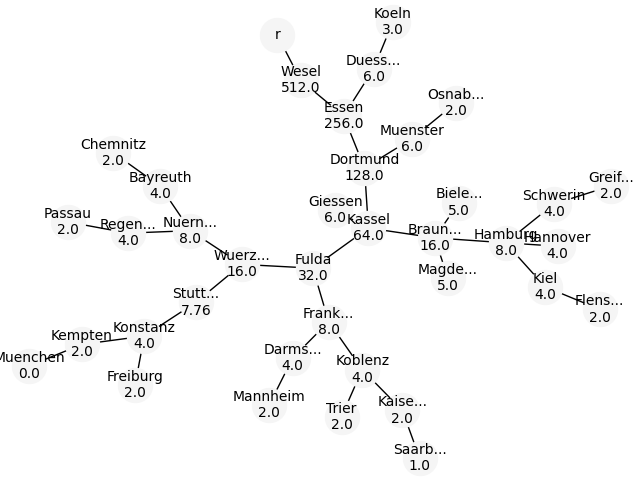 Koeln
3.0
r
Duess...
6.0
Wesel
512.0
Osnab...
2.0
Essen
256.0
Muenster
6.0
Chemnitz
2.0
Dortmund
128.0
Bayreuth
4.0
Greif...
2.0
Biele...
5.0
Schwerin
4.0
Giessen
6.0
Passau
2.0
Regen...
4.0
Nuern...
8.0
Kassel
64.0
Braun...
16.0
Hamburg
8.0
Hannover
4.0
Wuerz...
16.0
Fulda
32.0
Magde...
5.0
Kiel
4.0
Stutt...
7.76
Flens...
2.0
Frank...
8.0
Konstanz
4.0
Kempten
2.0
Muenchen
0.0
Darms...
4.0
Koblenz
4.0
Freiburg
2.0
Mannheim
2.0
Trier
2.0
Kaise...
2.0
Saarb...
1.0